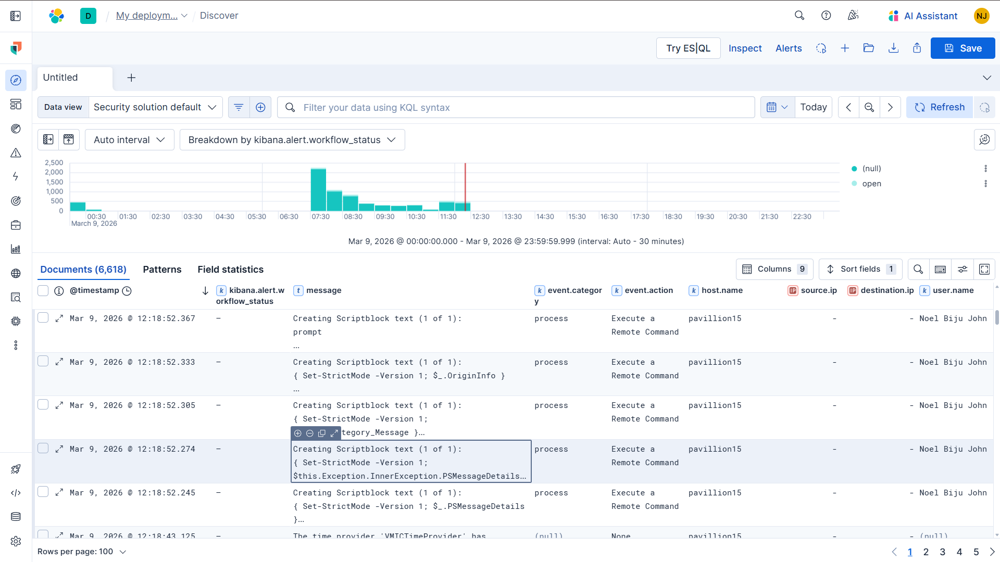 D / My deploym... / Discover
AI Assistant NJ
Try ES|QL Inspect Alerts Save
Untitled
Data view Security solution default Filter your data using KQL syntax Today Refresh
Auto interval Breakdown by kibana.alert.workflow_status
2,500
2,000
1,500
1,000
500
0
(null)
open
00:30 01:30 02:30 03:30 04:30 05:30 06:30 07:30 08:30 09:30 10:30 11:30 12:30 13:30 14:30 15:30 16:30 17:30 18:30 19:30 20:30 21:30 22:30
March 9, 2026
Mar 9, 2026 @ 00:00:00.000 - Mar 9, 2026 @ 23:59:59.999 (interval: Auto - 30 minutes)
Documents (6,618) Patterns Field statistics Columns 9 Sort fields 1
@timestamp k kibana.alert.w t message k event.categor k event.action k host.name IP source.ip IP destination.ip k user.name
orkflow_status y
Mar 9, 2026 @ 12:18:52.367 – Creating Scriptblock text (1 of 1): process Execute a pavillion15 - - Noel Biju John
prompt Remote Command
...
Mar 9, 2026 @ 12:18:52.333 – Creating Scriptblock text (1 of 1): process Execute a pavillion15 - - Noel Biju John
{ Set-StrictMode -Version 1; $_.OriginInfo } Remote Command
...
Mar 9, 2026 @ 12:18:52.305 – Creating Scriptblock text (1 of 1): process Execute a pavillion15 - - Noel Biju John
{ Set-StrictMode -Version 1; Remote Command
tegory_Message }...
Mar 9, 2026 @ 12:18:52.274 – Creating Scriptblock text (1 of 1): process Execute a pavillion15 - - Noel Biju John
{ Set-StrictMode -Version 1; Remote Command
$this.Exception.InnerException.PSMessageDetails...
Mar 9, 2026 @ 12:18:52.245 – Creating Scriptblock text (1 of 1): process Execute a pavillion15 - - Noel Biju John
{ Set-StrictMode -Version 1; $_.PSMessageDetails Remote Command
}...
Mar 9, 2026 @ 12:18:43.125 – The time provider 'VMICTimeProvider' has (null) None pavillion15 - - (null)
Rows per page: 100 1 2 3 4 5